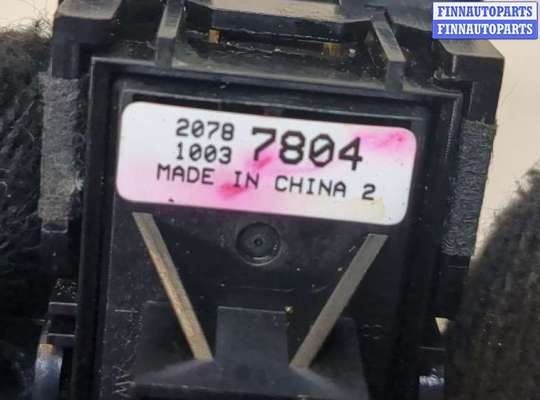 FINNAUTOPARTS
FINNAUTOPARTS
2078 7804
1003
MADE IN CHINA 2